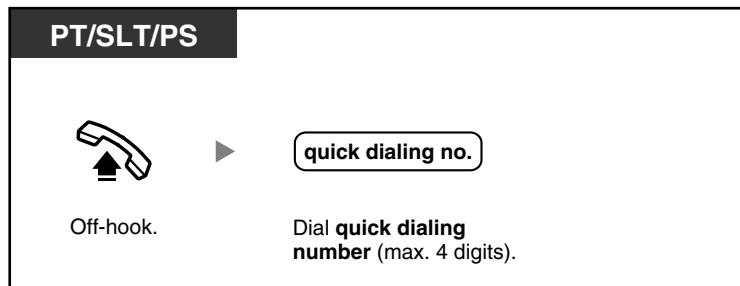 PT/SLT/PS
quick dialing no.
Off-hook.
Dial quick dialing
number (max. 4 digits).